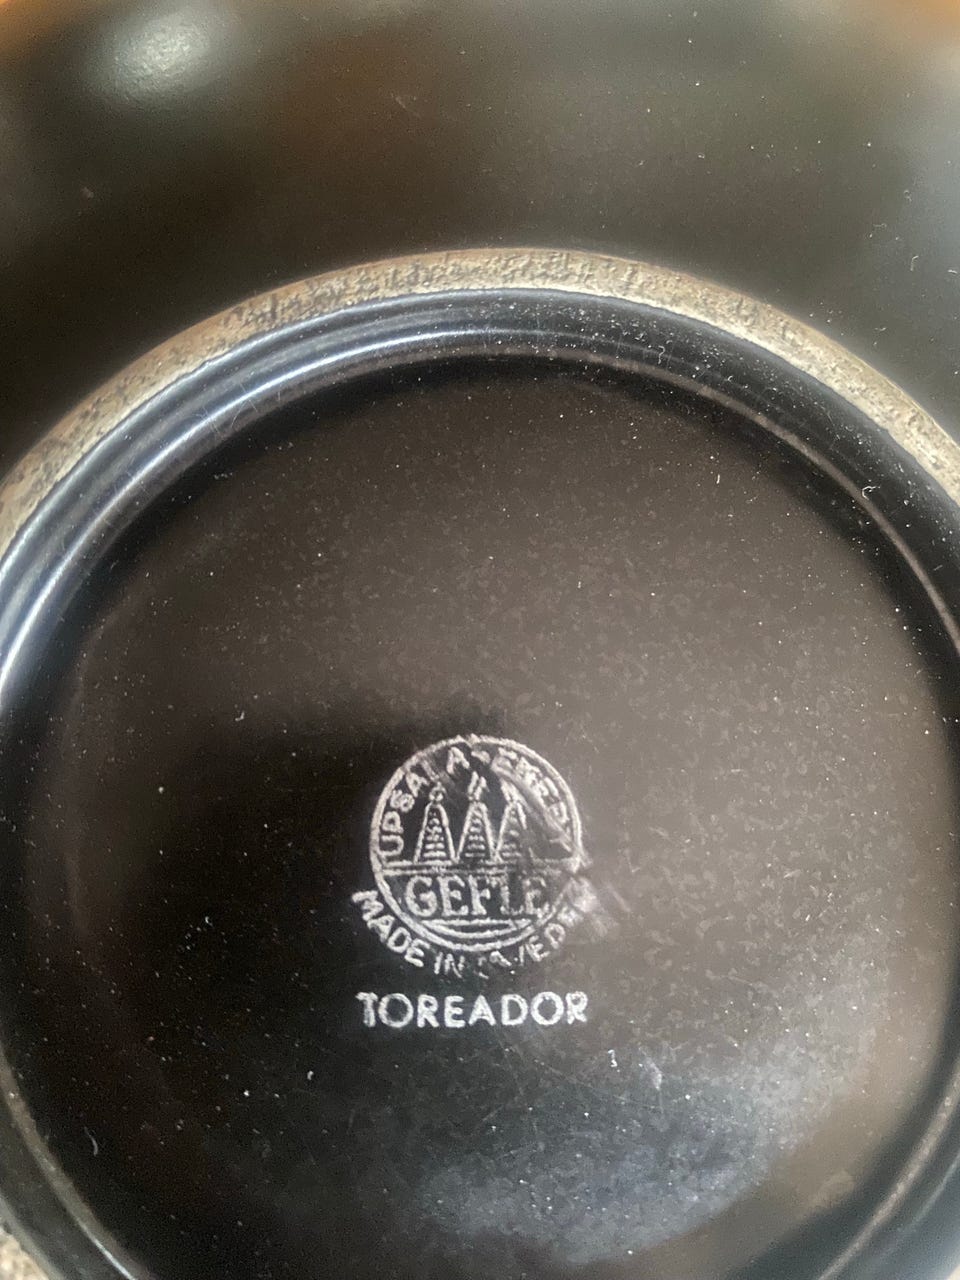 UPSALA-EKEBY
GEFLE
MADE IN SWEDEN
TOREADOR